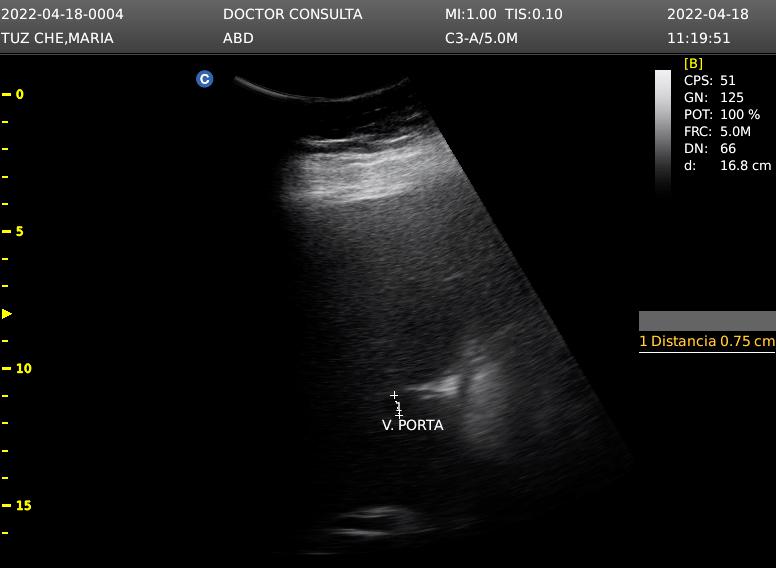 2022-04-18-0004 DOCTOR CONSULTA MI:1.00 TIS:0.10 2022-04-18
TUZ CHE,MARIA ABD C3-A/5.0M 11:19:51
C
[B]
CPS: 51
GN: 125
POT: 100 %
FRC: 5.0M
DN: 66
d: 16.8 cm
0
5
10
15
1 Distancia 0.75 cm
1
V. PORTA